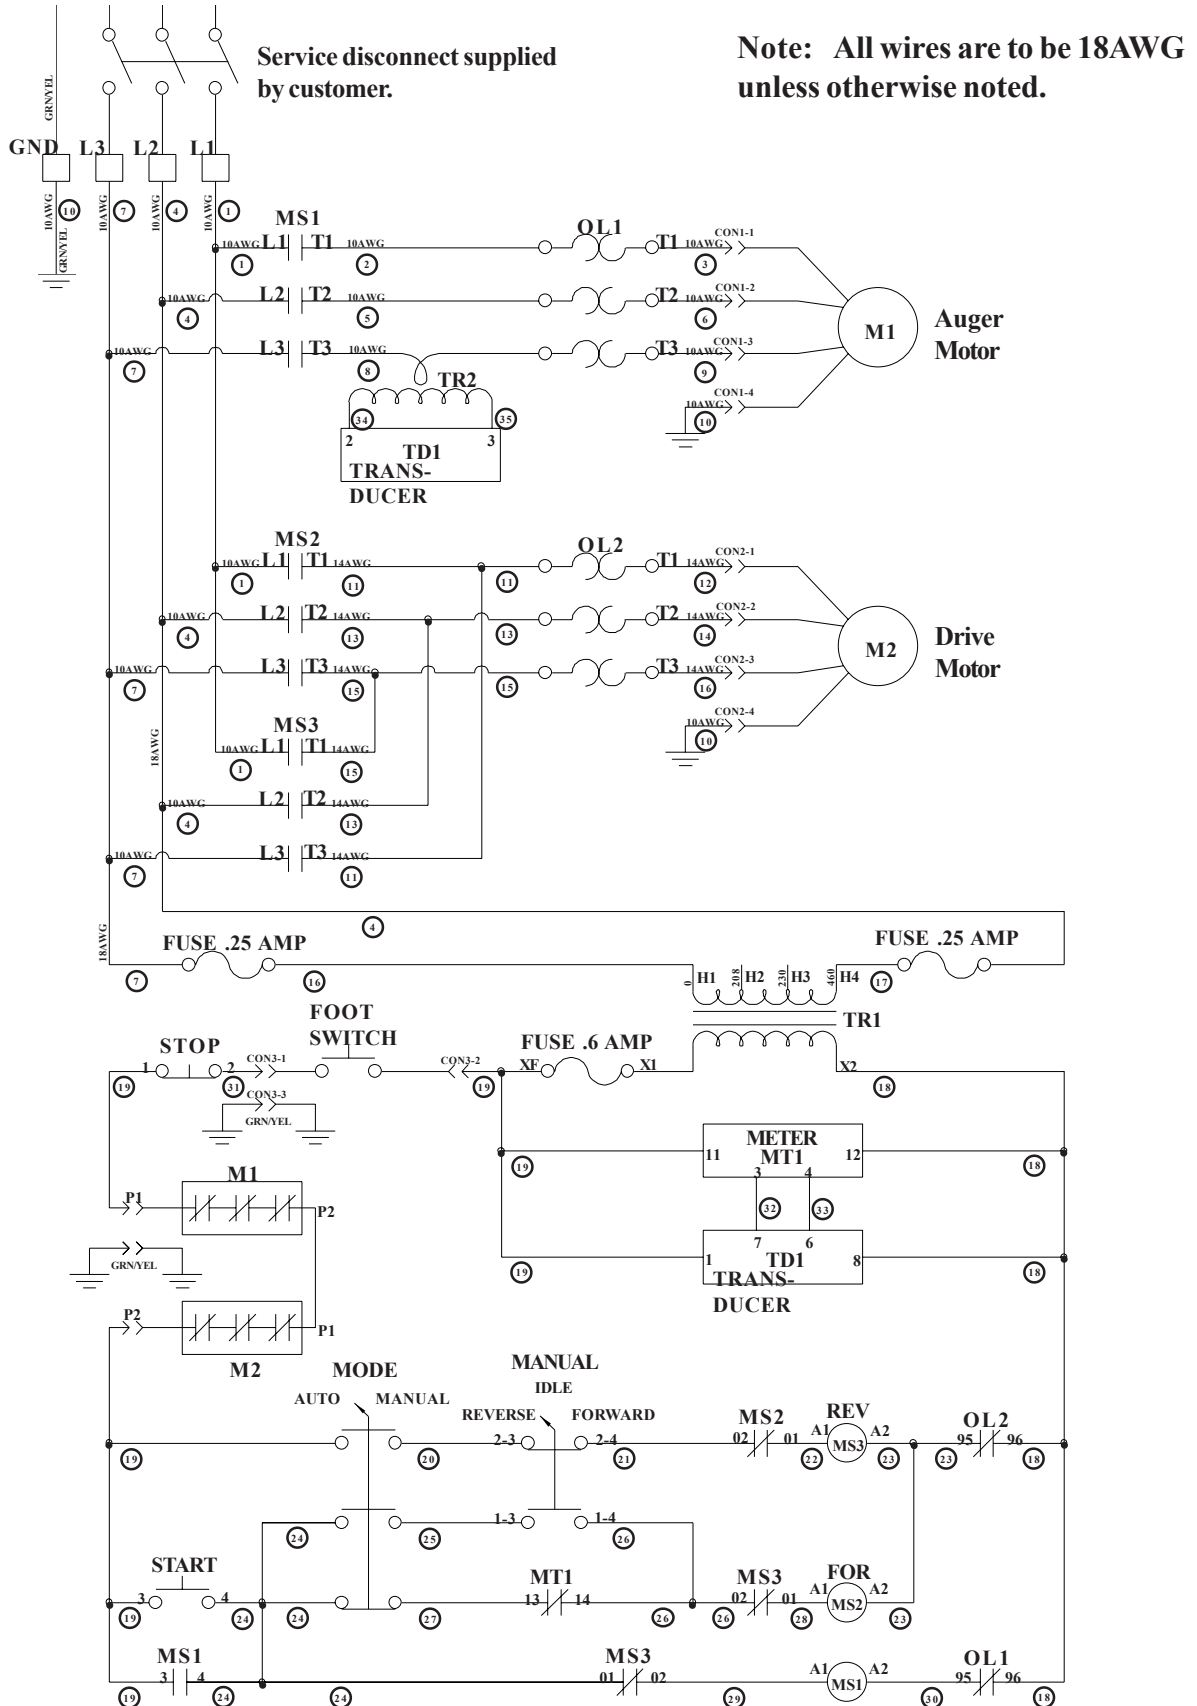 Service disconnect supplied
by customer.
Note: All wires are to be 18AWG
unless otherwise noted.
GRN/YEL
GND L3 L2 L1
10AWG 10 10AWG 7 10AWG 4 10AWG 1
GRN/YEL
MS1 OL1
10AWG L1 T1 10AWG T1 10AWG CON1-1
1 2 3
10AWG L2 T2 10AWG T2 10AWG CON1-2
4 5 6
10AWG L3 T3 10AWG T3 10AWG CON1-3
7 8 9
M1 Auger
Motor
TR2
10AWG CON1-4
10
34 35
2 3
TD1
TRANS-
DUCER
MS2 OL2
10AWG L1 T1 14AWG T1 14AWG CON2-1
1 11 11 12
10AWG L2 T2 14AWG T2 14AWG CON2-2
4 13 13 14
10AWG L3 T3 14AWG T3 14AWG CON2-3
7 15 15 16
M2 Drive
Motor
10AWG CON2-4
10
MS3
18AWG
10AWG L1 T1 14AWG
1 15
10AWG L2 T2 14AWG
4 13
10AWG L3 T3 14AWG
7 11
4
18AWG
FUSE .25 AMP FUSE .25 AMP
7 16 17
0 H1 208 H2 230 H3 460 H4
TR1
FOOT
SWITCH
STOP
FUSE .6 AMP
1 2 CON3-1 CON3-2 XF X1 X2
19 31 19 18
CON3-3
GRN/YEL
METER
MT1
11 12
3 4
19 18
32 33
7 6
TD1
1 8
TRANS-
DUCER
19 18
M1
P1 P2
GRN/YEL
P2 P1
M2
MODE
AUTO MANUAL
MANUAL
IDLE
REVERSE FORWARD
MS2 REV OL2
2-3 2-4 02 01 A1 MS3 A2 95 96
19 20 21 22 23 23 18
1-3 1-4
24 25 26
START MT1 MS3 FOR
3 4 13 14 02 01 A1 MS2 A2
19 24 24 27 26 26 28 23
MS1 MS3 OL1
3 4 01 02 A1 MS1 A2 95 96
19 24 24 29 30 18